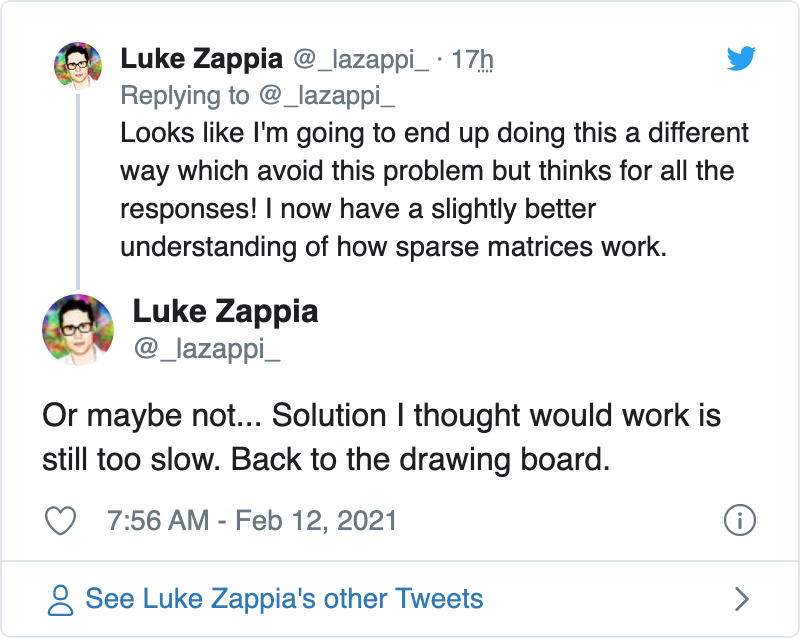 Luke Zappia @_lazappi_ · 17h
Replying to @_lazappi_
Looks like I'm going to end up doing this a different
way which avoid this problem but thinks for all the
responses! I now have a slightly better
understanding of how sparse matrices work.
Luke Zappia
@_lazappi_
Or maybe not... Solution I thought would work is
still too slow. Back to the drawing board.
7:56 AM - Feb 12, 2021
See Luke Zappia's other Tweets